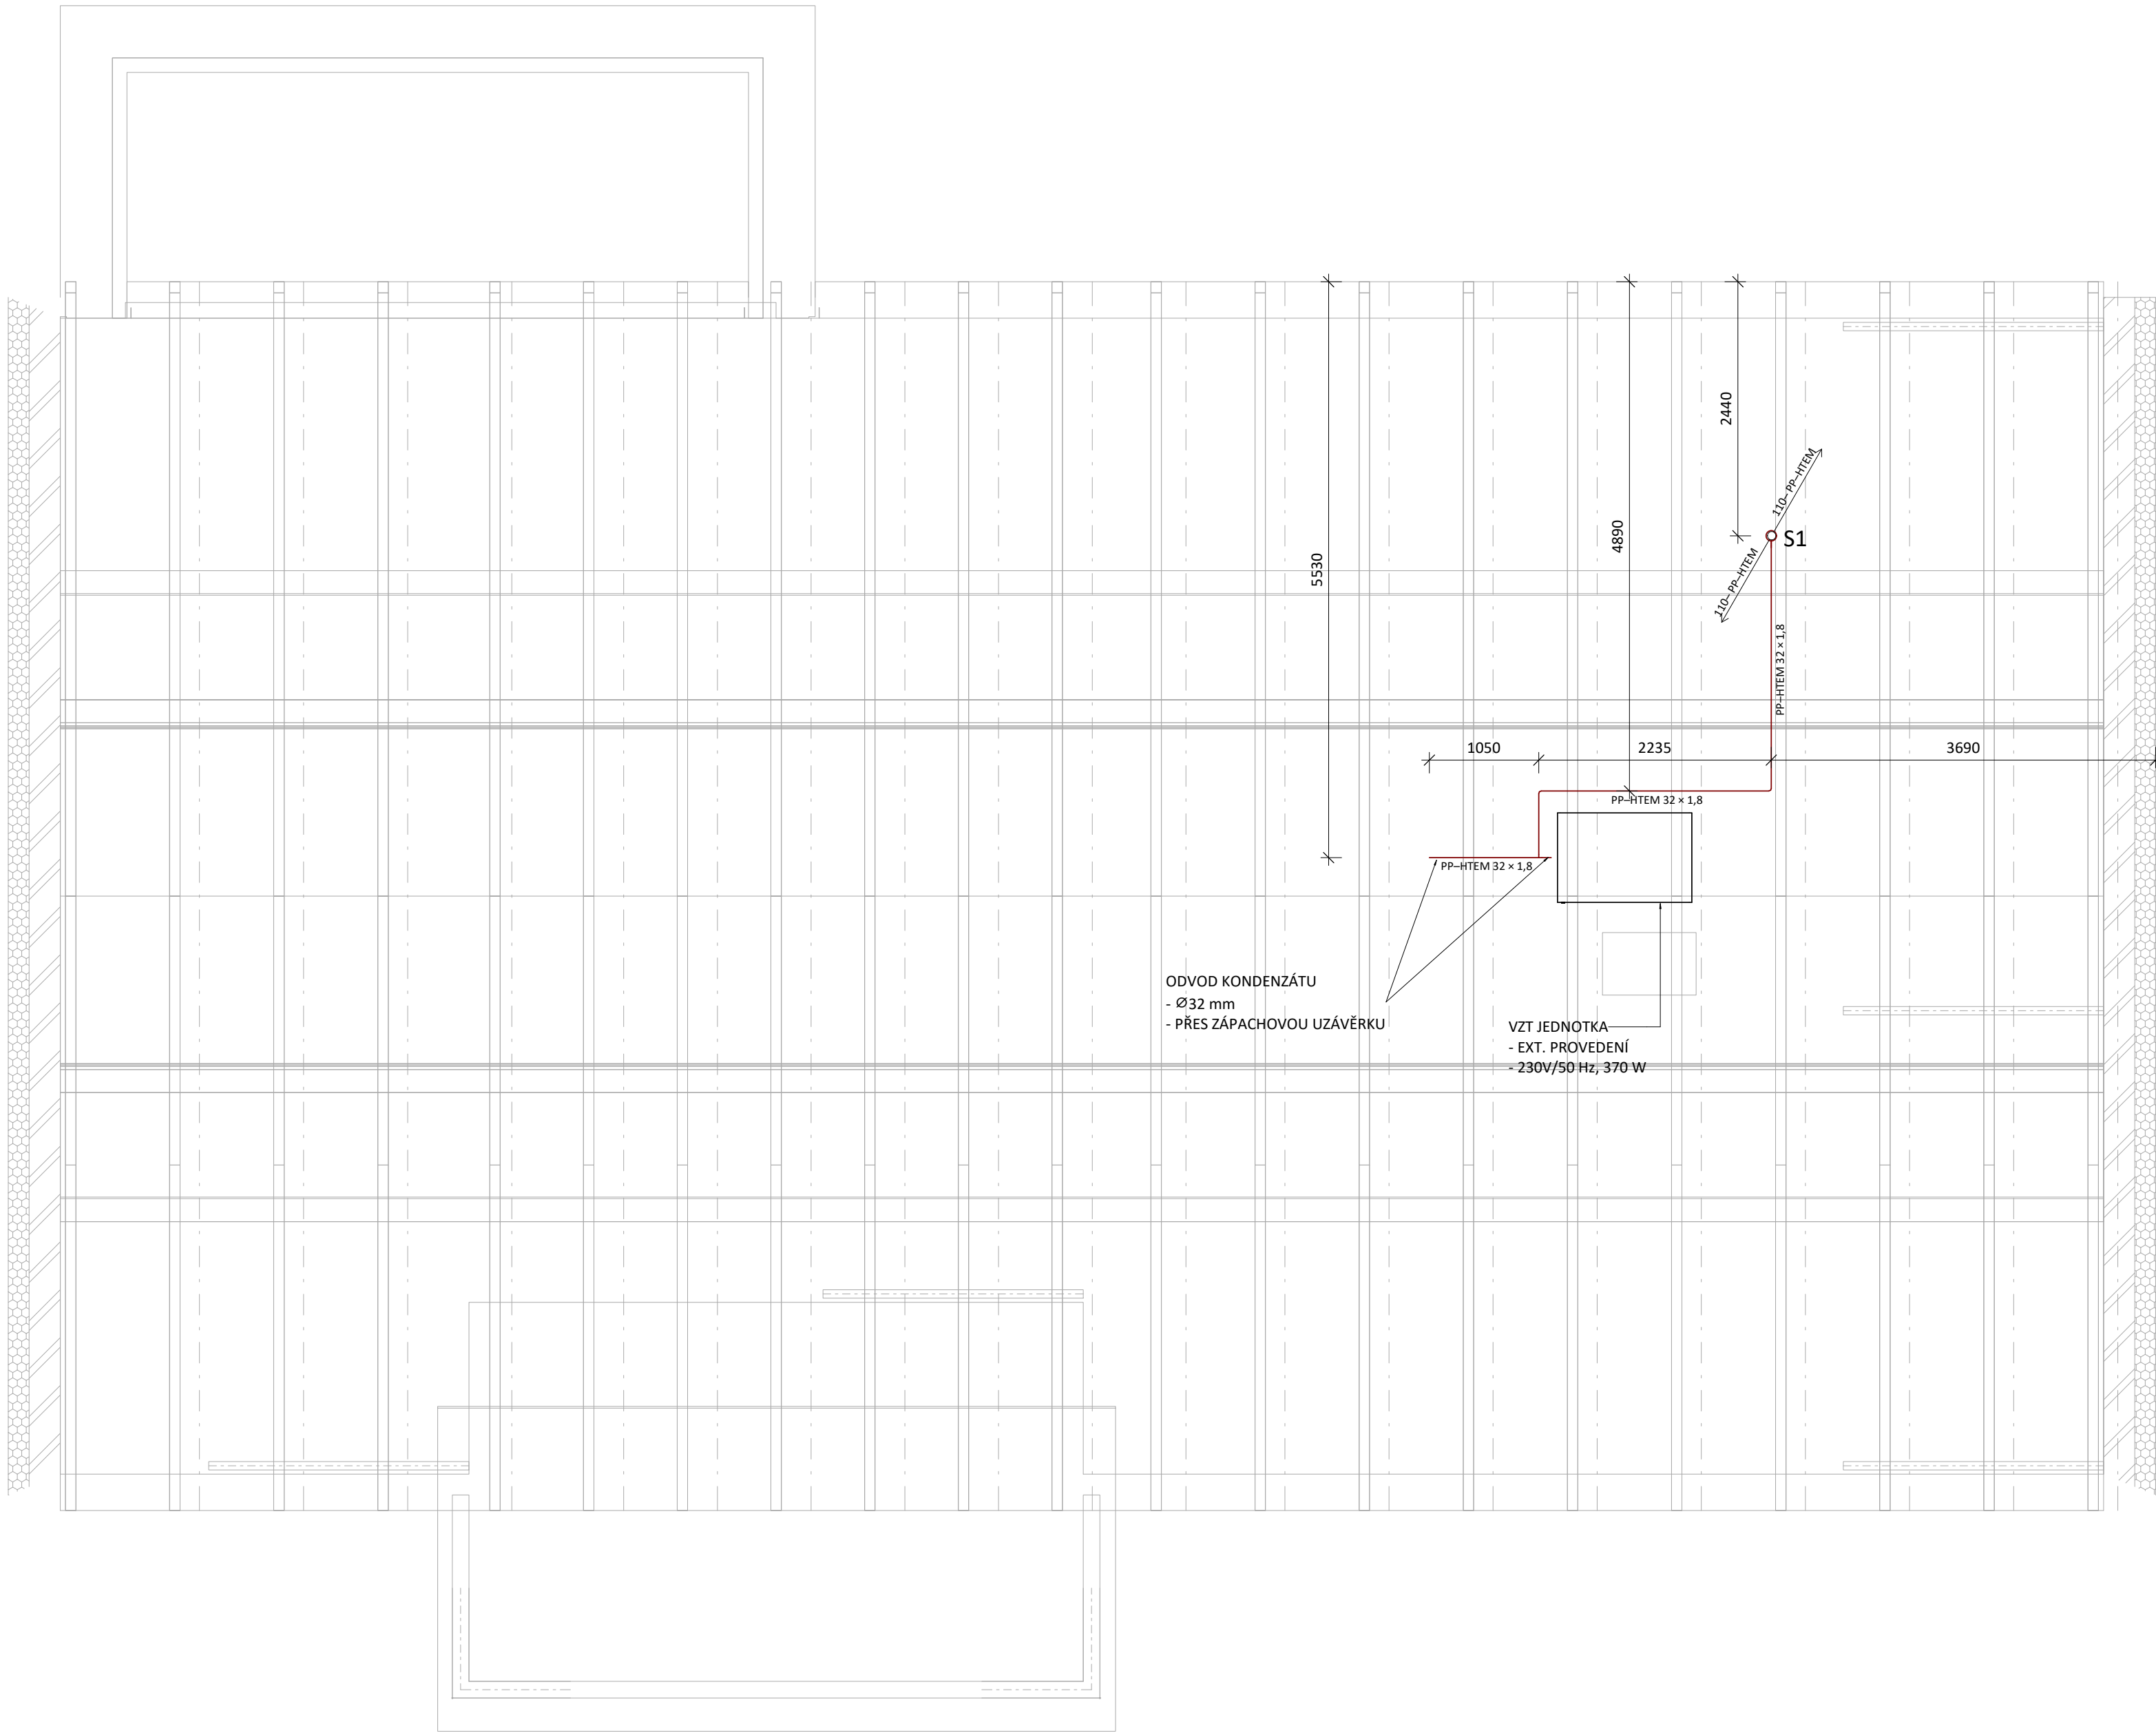 2440
110– PP–HTEM
4890
S1
5530
110– PP–HTEM
PP–HTEM 32 × 1,8
1050
2235
3690
PP–HTEM 32 × 1,8
PP–HTEM 32 × 1,8
ODVOD KONDENZÁTU
- Ø32 mm
- PŘES ZÁPACHOVOU UZÁVĚRKU
VZT JEDNOTKA
- EXT. PROVEDENÍ
- 230V/50 Hz, 370 W